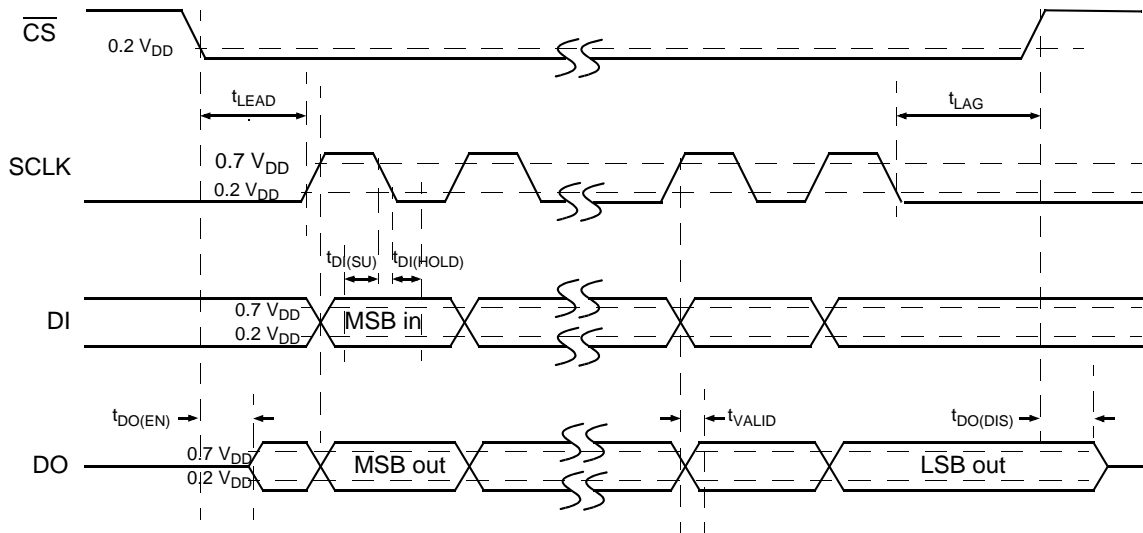 CS
0.2 VDD
tLEAD
tLAG
SCLK
0.7 VDD
0.2 VDD
tDI(SU) tDI(HOLD)
DI
0.7 VDD
MSB in
0.2 VDD
tDO(EN)
tVALID
tDO(DIS)
DO
0.7 VDD
MSB out
LSB out
0.2 VDD